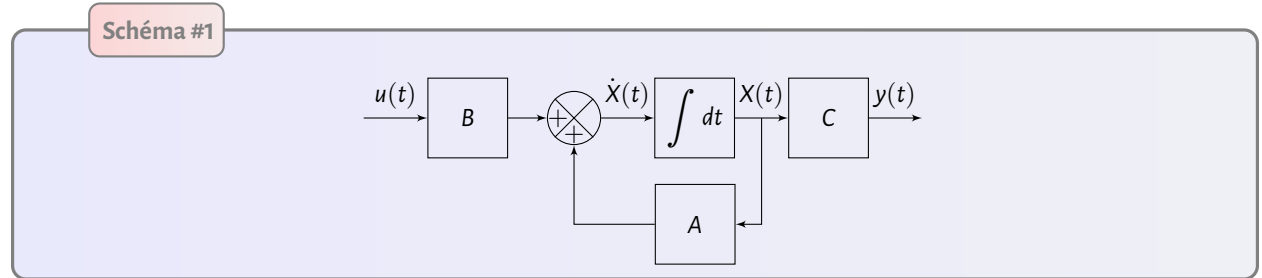 Schéma #1
u(t)
B
+
+
Ẋ(t)
∫ dt
X(t)
C
y(t)
A